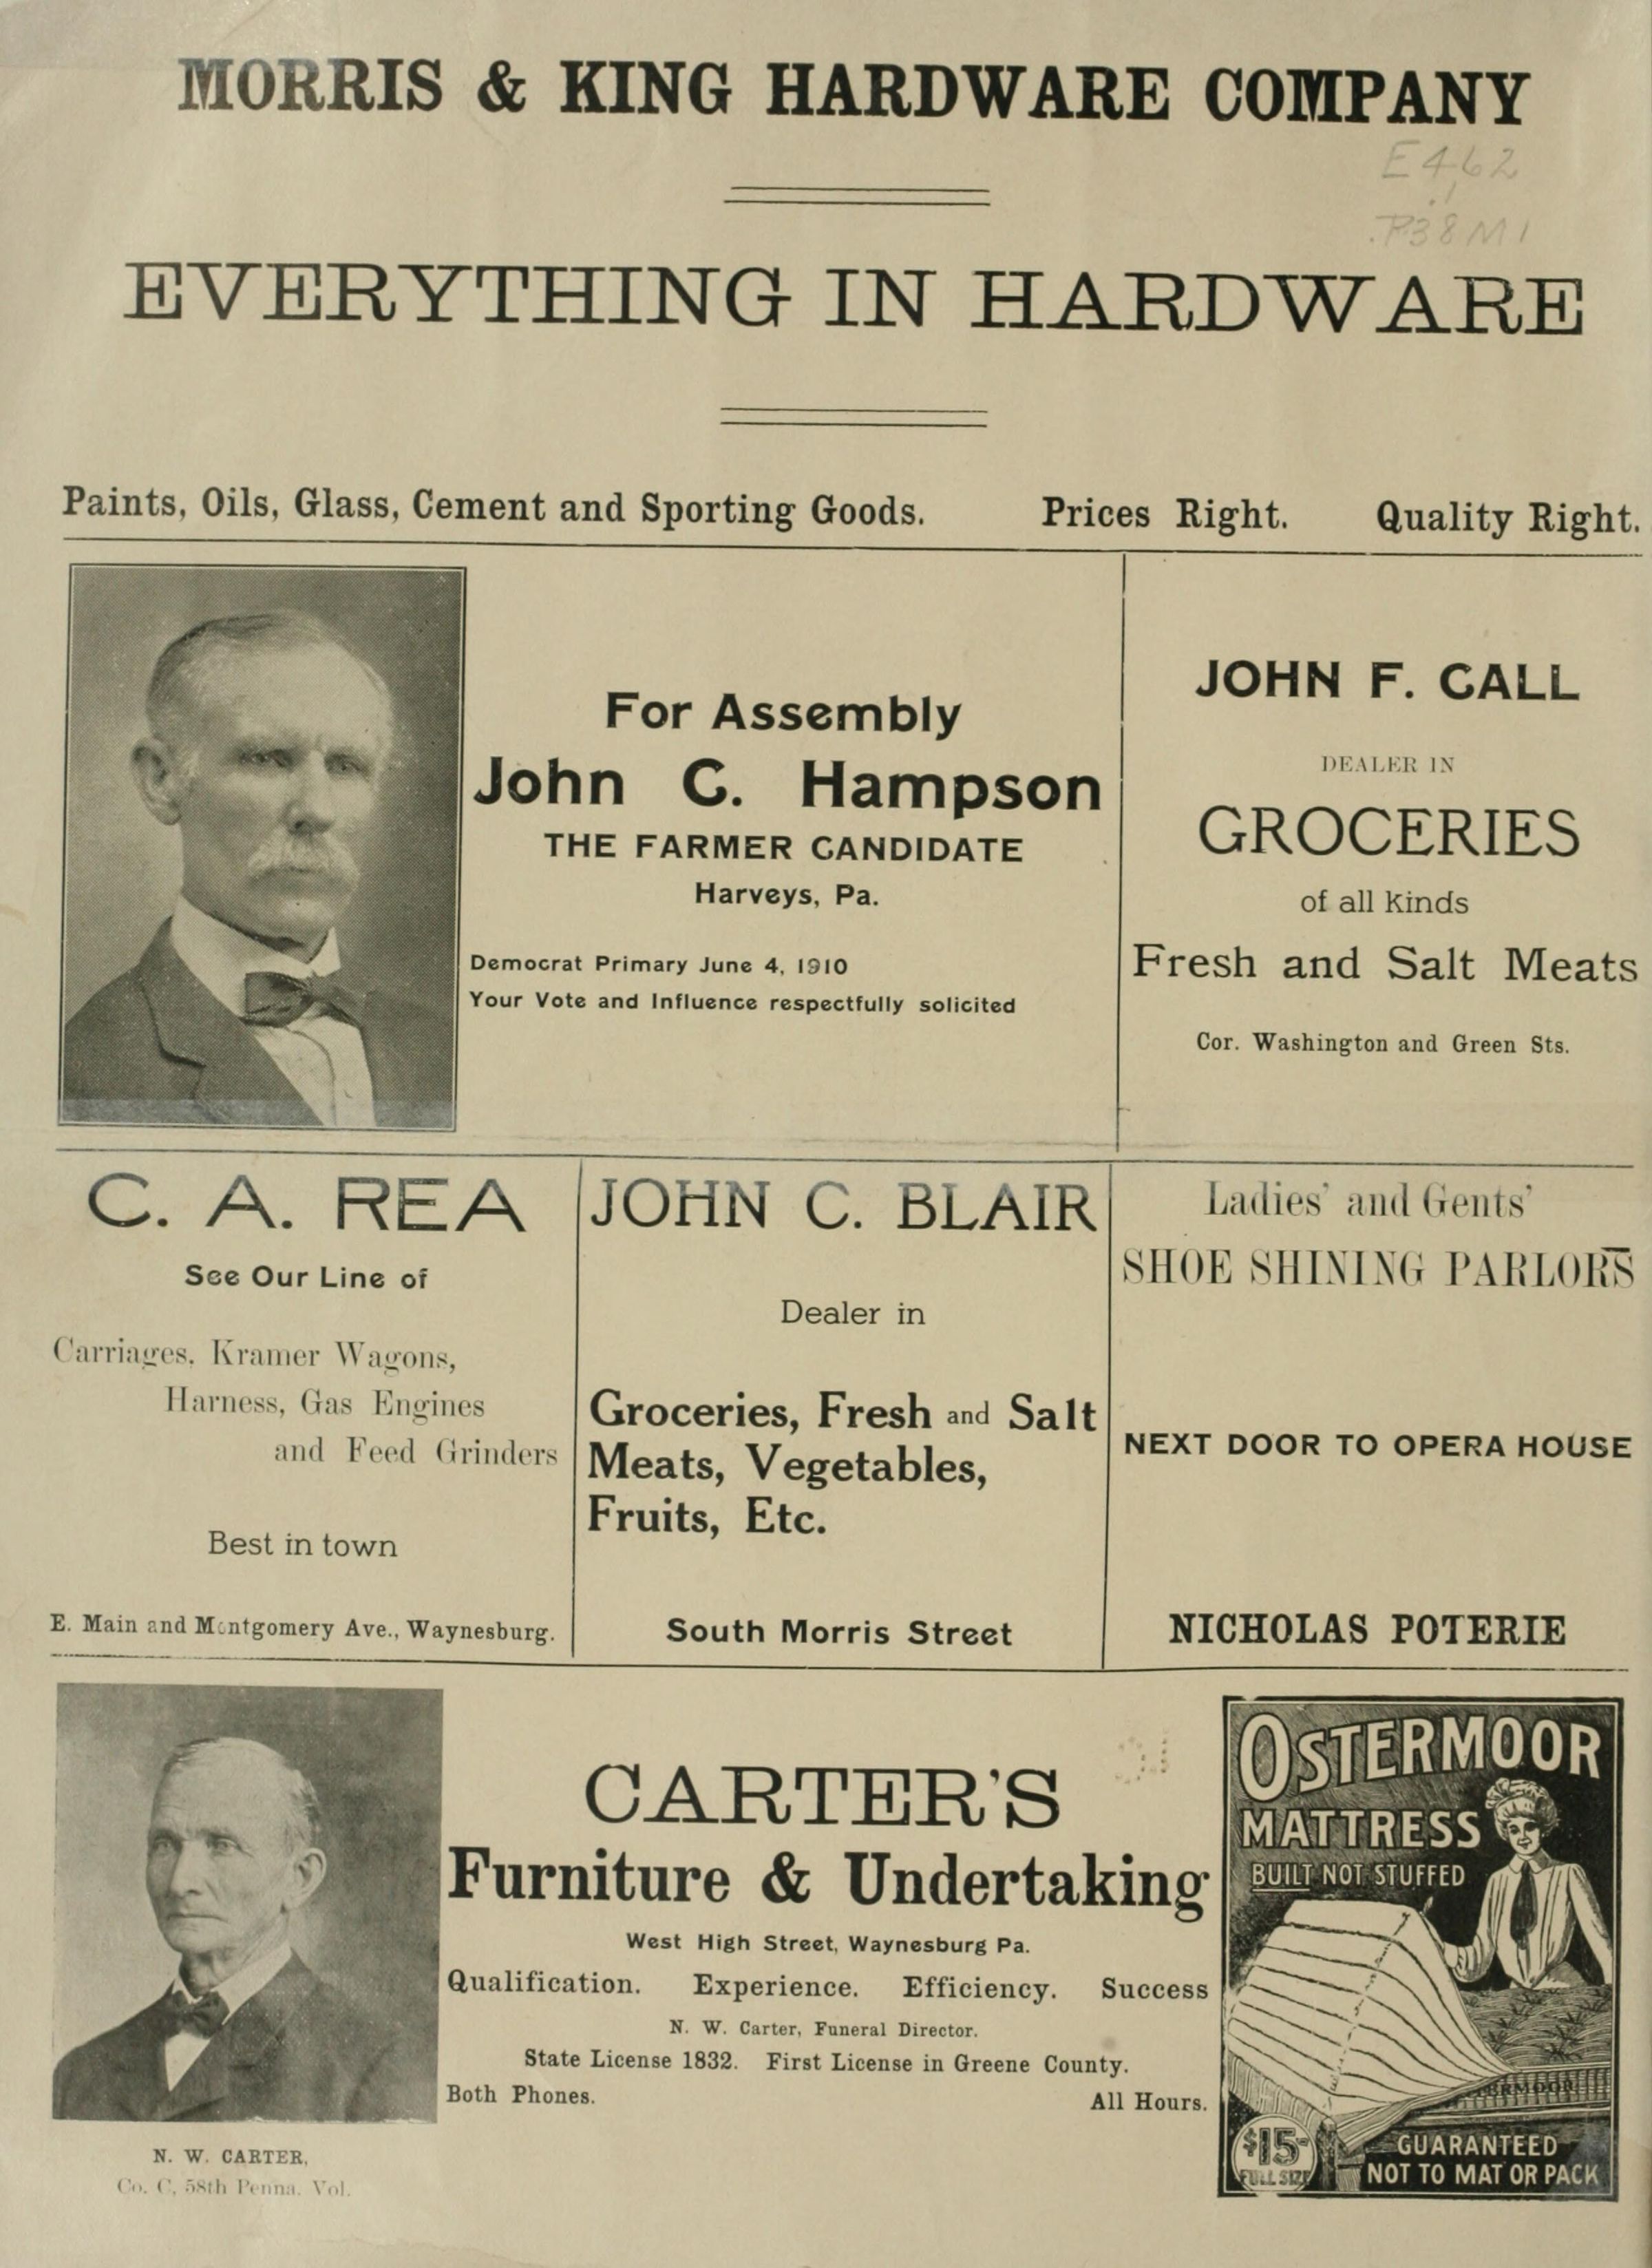 MORRIS & KING HARDWARE COMPANY
E462
.1
.P38M1
EVERYTHING IN HARDWARE
Paints, Oils, Glass, Cement and Sporting Goods. Prices Right. Quality Right.
For Assembly
John C. Hampson
THE FARMER CANDIDATE
Harveys, Pa.
Democrat Primary June 4, 1910
Your Vote and Influence respectfully solicited
JOHN F. CALL
DEALER IN
GROCERIES
of all kinds
Fresh and Salt Meats
Cor. Washington and Green Sts.
C. A. REA
See Our Line of
Carriages, Kramer Wagons,
Harness, Gas Engines
and Feed Grinders
Best in town
E. Main and Montgomery Ave., Waynesburg.
JOHN C. BLAIR
Dealer in
Groceries, Fresh and Salt
Meats, Vegetables,
Fruits, Etc.
South Morris Street
Ladies' and Gents'
SHOE SHINING PARLORS
NEXT DOOR TO OPERA HOUSE
NICHOLAS POTERIE
N. W. CARTER,
Co. C, 58th Penna. Vol.
CARTER'S
Furniture & Undertaking
West High Street, Waynesburg Pa.
Qualification. Experience. Efficiency. Success
N. W. Carter, Funeral Director.
State License 1832. First License in Greene County.
Both Phones. All Hours.
OSTERMOOR
MATTRESS
BUILT NOT STUFFED
$15-
FULL SIZE
GUARANTEED
NOT TO MAT OR PACK